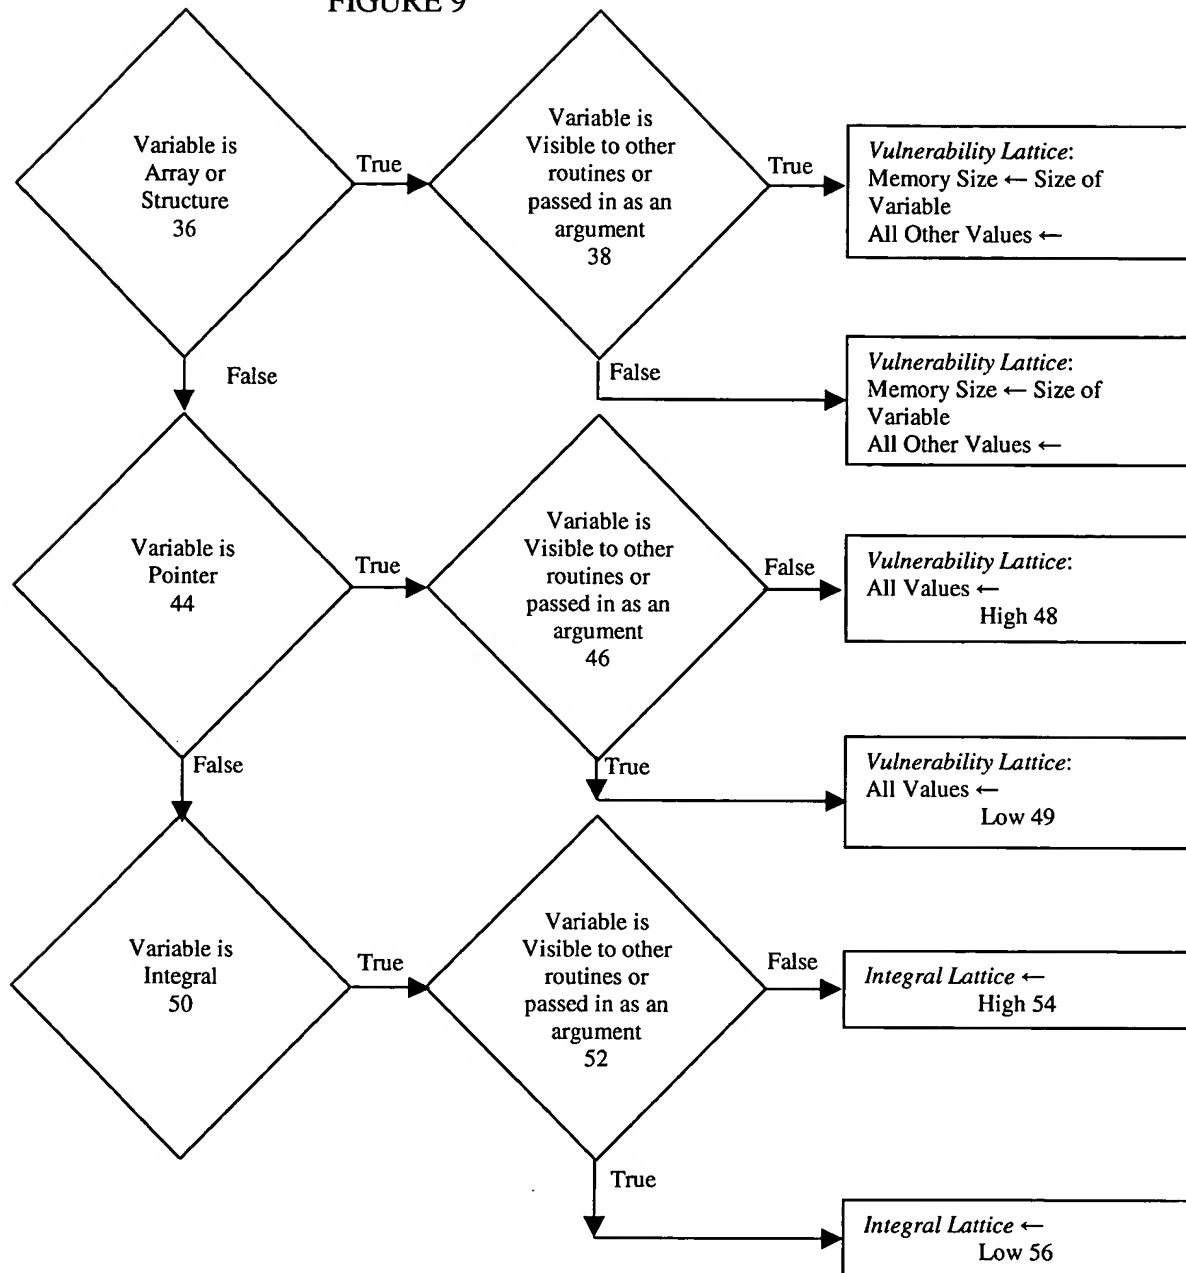 FIGURE 9
Variable is
Array or
Structure
36
True
Variable is
Visible to other
routines or
passed in as an
argument
38
True
Vulnerability Lattice:
Memory Size ← Size of
Variable
All Other Values ←
False
False
Vulnerability Lattice:
Memory Size ← Size of
Variable
All Other Values ←
Variable is
Pointer
44
True
Variable is
Visible to other
routines or
passed in as an
argument
46
False
Vulnerability Lattice:
All Values ←
High 48
False
True
Vulnerability Lattice:
All Values ←
Low 49
Variable is
Integral
50
True
Variable is
Visible to other
routines or
passed in as an
argument
52
False
Integral Lattice ←
High 54
True
Integral Lattice ←
Low 56